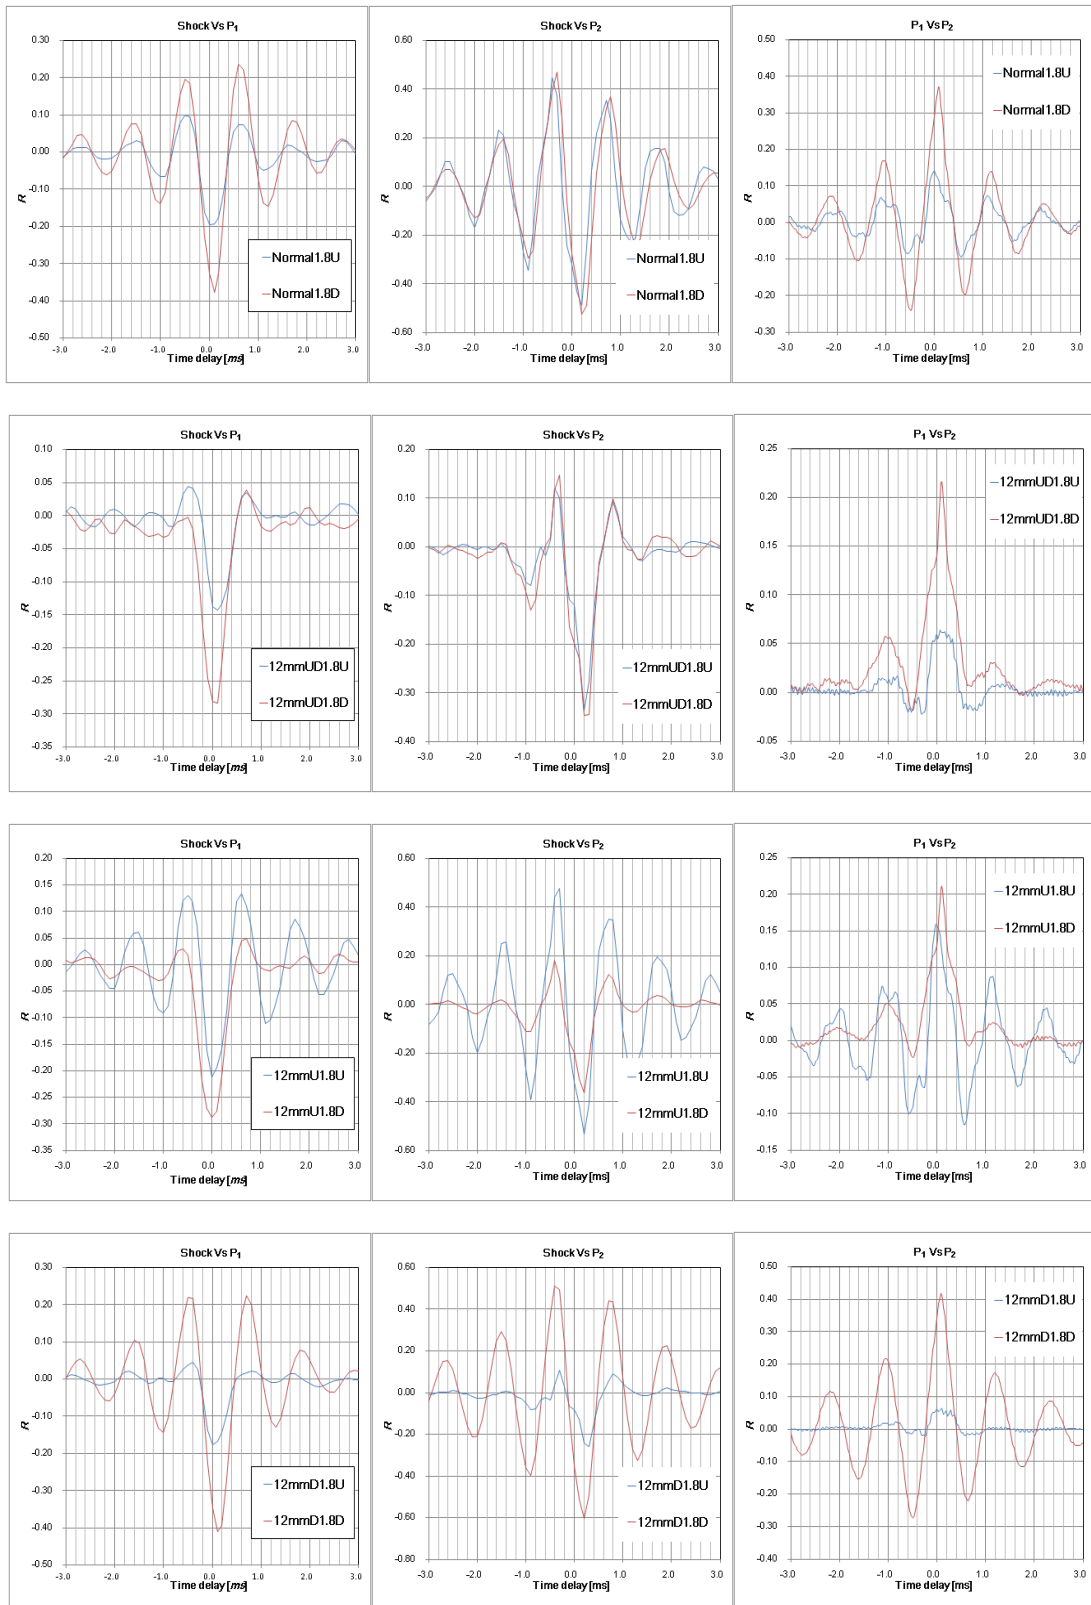 Shock Vs P₁
0.30
0.20
0.10
0.00
-0.10
-0.20
-0.30
-0.40
-0.50
R
Normal1.8U
Normal1.8D
-3.0 -2.0 -1.0 0.0 1.0 2.0 3.0
Time delay [ms]
Shock Vs P₂
0.60
0.40
0.20
0.00
-0.20
-0.40
-0.60
R
Normal1.8U
Normal1.8D
-3.0 -2.0 -1.0 0.0 1.0 2.0 3.0
Time delay [ms]
P₁ Vs P₂
0.50
0.40
0.30
0.20
0.10
0.00
-0.10
-0.20
-0.30
R
Normal1.8U
Normal1.8D
-3.0 -2.0 -1.0 0.0 1.0 2.0 3.0
Time delay [ms]
Shock Vs P₁
0.10
0.05
0.00
-0.05
-0.10
-0.15
-0.20
-0.25
-0.30
-0.35
R
12mmUD1.8U
12mmUD1.8D
-3.0 -2.0 -1.0 0.0 1.0 2.0 3.0
Time delay [ms]
Shock Vs P₂
0.20
0.10
0.00
-0.10
-0.20
-0.30
-0.40
R
12mmUD1.8U
12mmUD1.8D
-3.0 -2.0 -1.0 0.0 1.0 2.0 3.0
Time delay [ms]
P₁ Vs P₂
0.25
0.20
0.15
0.10
0.05
0.00
-0.05
R
12mmUD1.8U
12mmUD1.8D
-3.0 -2.0 -1.0 0.0 1.0 2.0 3.0
Time delay [ms]
Shock Vs P₁
0.20
0.15
0.10
0.05
0.00
-0.05
-0.10
-0.15
-0.20
-0.25
-0.30
-0.35
R
12mmU1.8U
12mmU1.8D
-3.0 -2.0 -1.0 0.0 1.0 2.0 3.0
Time delay [ms]
Shock Vs P₂
0.60
0.40
0.20
0.00
-0.20
-0.40
-0.60
R
12mmU1.8U
12mmU1.8D
-3.0 -2.0 -1.0 0.0 1.0 2.0 3.0
Time delay [ms]
P₁ Vs P₂
0.25
0.20
0.15
0.10
0.05
0.00
-0.05
-0.10
-0.15
R
12mmU1.8U
12mmU1.8D
-3.0 -2.0 -1.0 0.0 1.0 2.0 3.0
Time delay [ms]
Shock Vs P₁
0.30
0.20
0.10
0.00
-0.10
-0.20
-0.30
-0.40
-0.50
R
12mmD1.8U
12mmD1.8D
-3.0 -2.0 -1.0 0.0 1.0 2.0 3.0
Time delay [ms]
Shock Vs P₂
0.60
0.40
0.20
0.00
-0.20
-0.40
-0.60
-0.80
R
12mmD1.8U
12mmD1.8D
-3.0 -2.0 -1.0 0.0 1.0 2.0 3.0
Time delay [ms]
P₁ Vs P₂
0.50
0.40
0.30
0.20
0.10
0.00
-0.10
-0.20
-0.30
-0.40
R
12mmD1.8U
12mmD1.8D
-3.0 -2.0 -1.0 0.0 1.0 2.0 3.0
Time delay [ms]